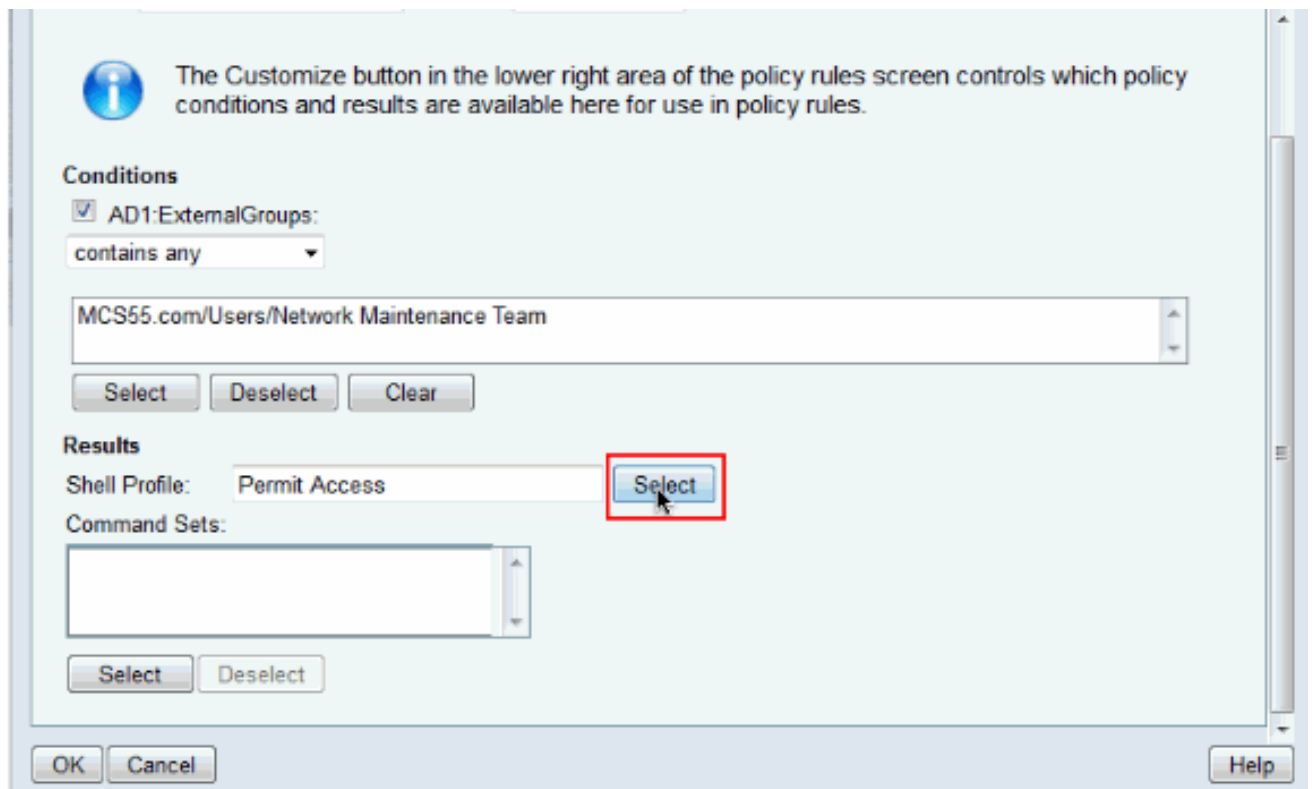 The Customize button in the lower right area of the policy rules screen controls which policy
conditions and results are available here for use in policy rules.
Conditions
AD1:ExternalGroups:
contains any
MCS55.com/Users/Network Maintenance Team
Select Deselect Clear
Results
Shell Profile: Permit Access Select
Command Sets:
Select Deselect
OK Cancel Help